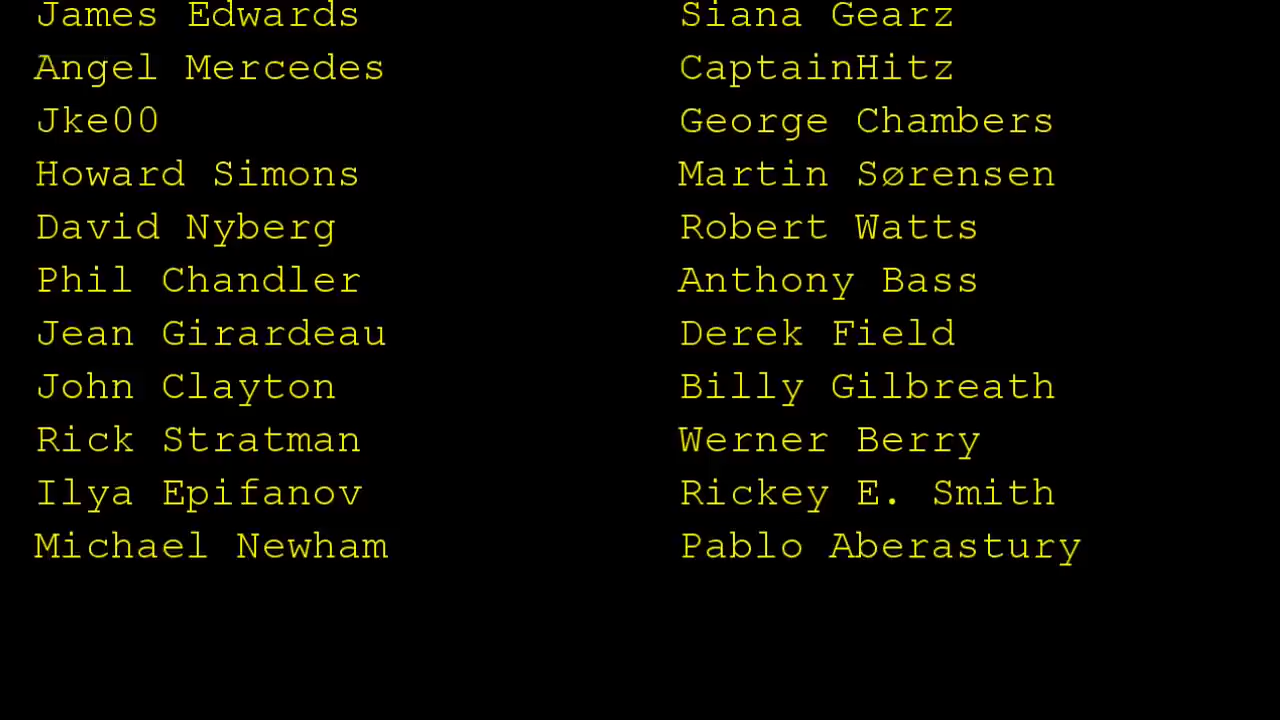 James Edwards
Angel Mercedes
Jke00
Howard Simons
David Nyberg
Phil Chandler
Jean Girardeau
John Clayton
Rick Stratman
Ilya Epifanov
Michael Newham
Siana Gearz
CaptainHitz
George Chambers
Martin Sørensen
Robert Watts
Anthony Bass
Derek Field
Billy Gilbreath
Werner Berry
Rickey E. Smith
Pablo Aberastury